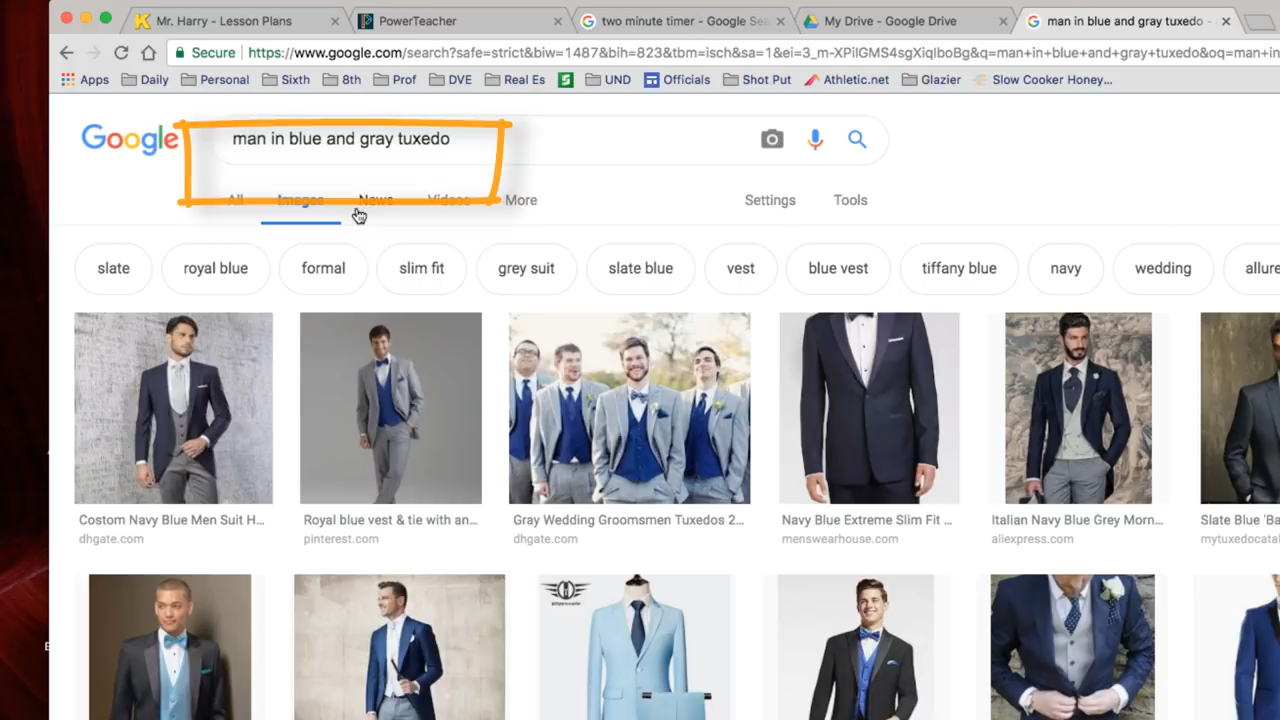 Mr. Harry - Lesson Plans
PowerTeacher
two minute timer - Google Sea
My Drive - Google Drive
man in blue and gray tuxedo -
Secure
https://www.google.com/search?safe=strict&biw=1487&bih=823&tbm=isch&sa=1&ei=3_m-XPilGMS4sgXiqIboBg&q=man+in+blue+and+gray+tuxedo&oq=man+in
Apps
Daily
Personal
Sixth
8th
Prof
DVE
Real Es
UND
Officials
Shot Put
Athletic.net
Glazier
Slow Cooker Honey...
Google
man in blue and gray tuxedo
All
Images
News
Videos
More
Settings
Tools
slate
royal blue
formal
slim fit
grey suit
slate blue
vest
blue vest
tiffany blue
navy
wedding
allure
Costom Navy Blue Men Suit H...
Royal blue vest & tie with an...
Gray Wedding Groomsmen Tuxedos 2...
Navy Blue Extreme Slim Fit ...
Italian Navy Blue Grey Morn...
Slate Blue 'Ba
dhgate.com
pinterest.com
dhgate.com
menswearhouse.com
aliexpress.com
mytuxedocatal